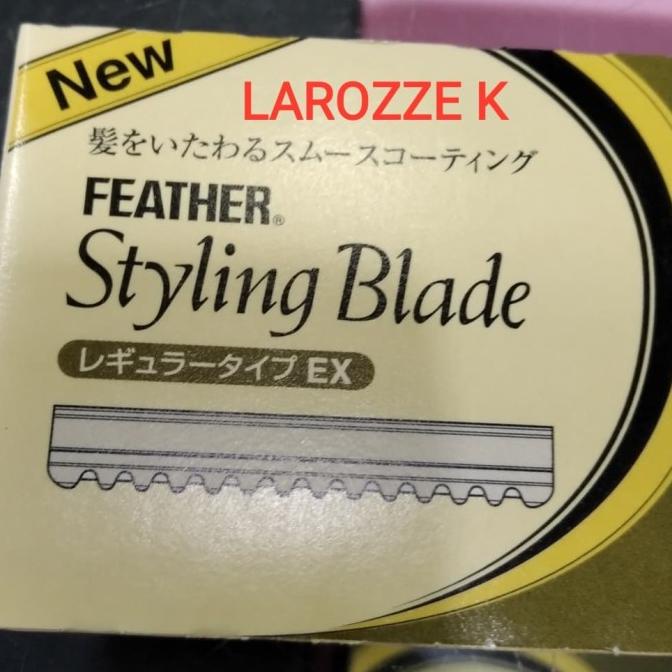 New
LAROZZE K
髪をいたわるスムースコーティング
FEATHER®
Styling Blade
レギュラータイプ EX